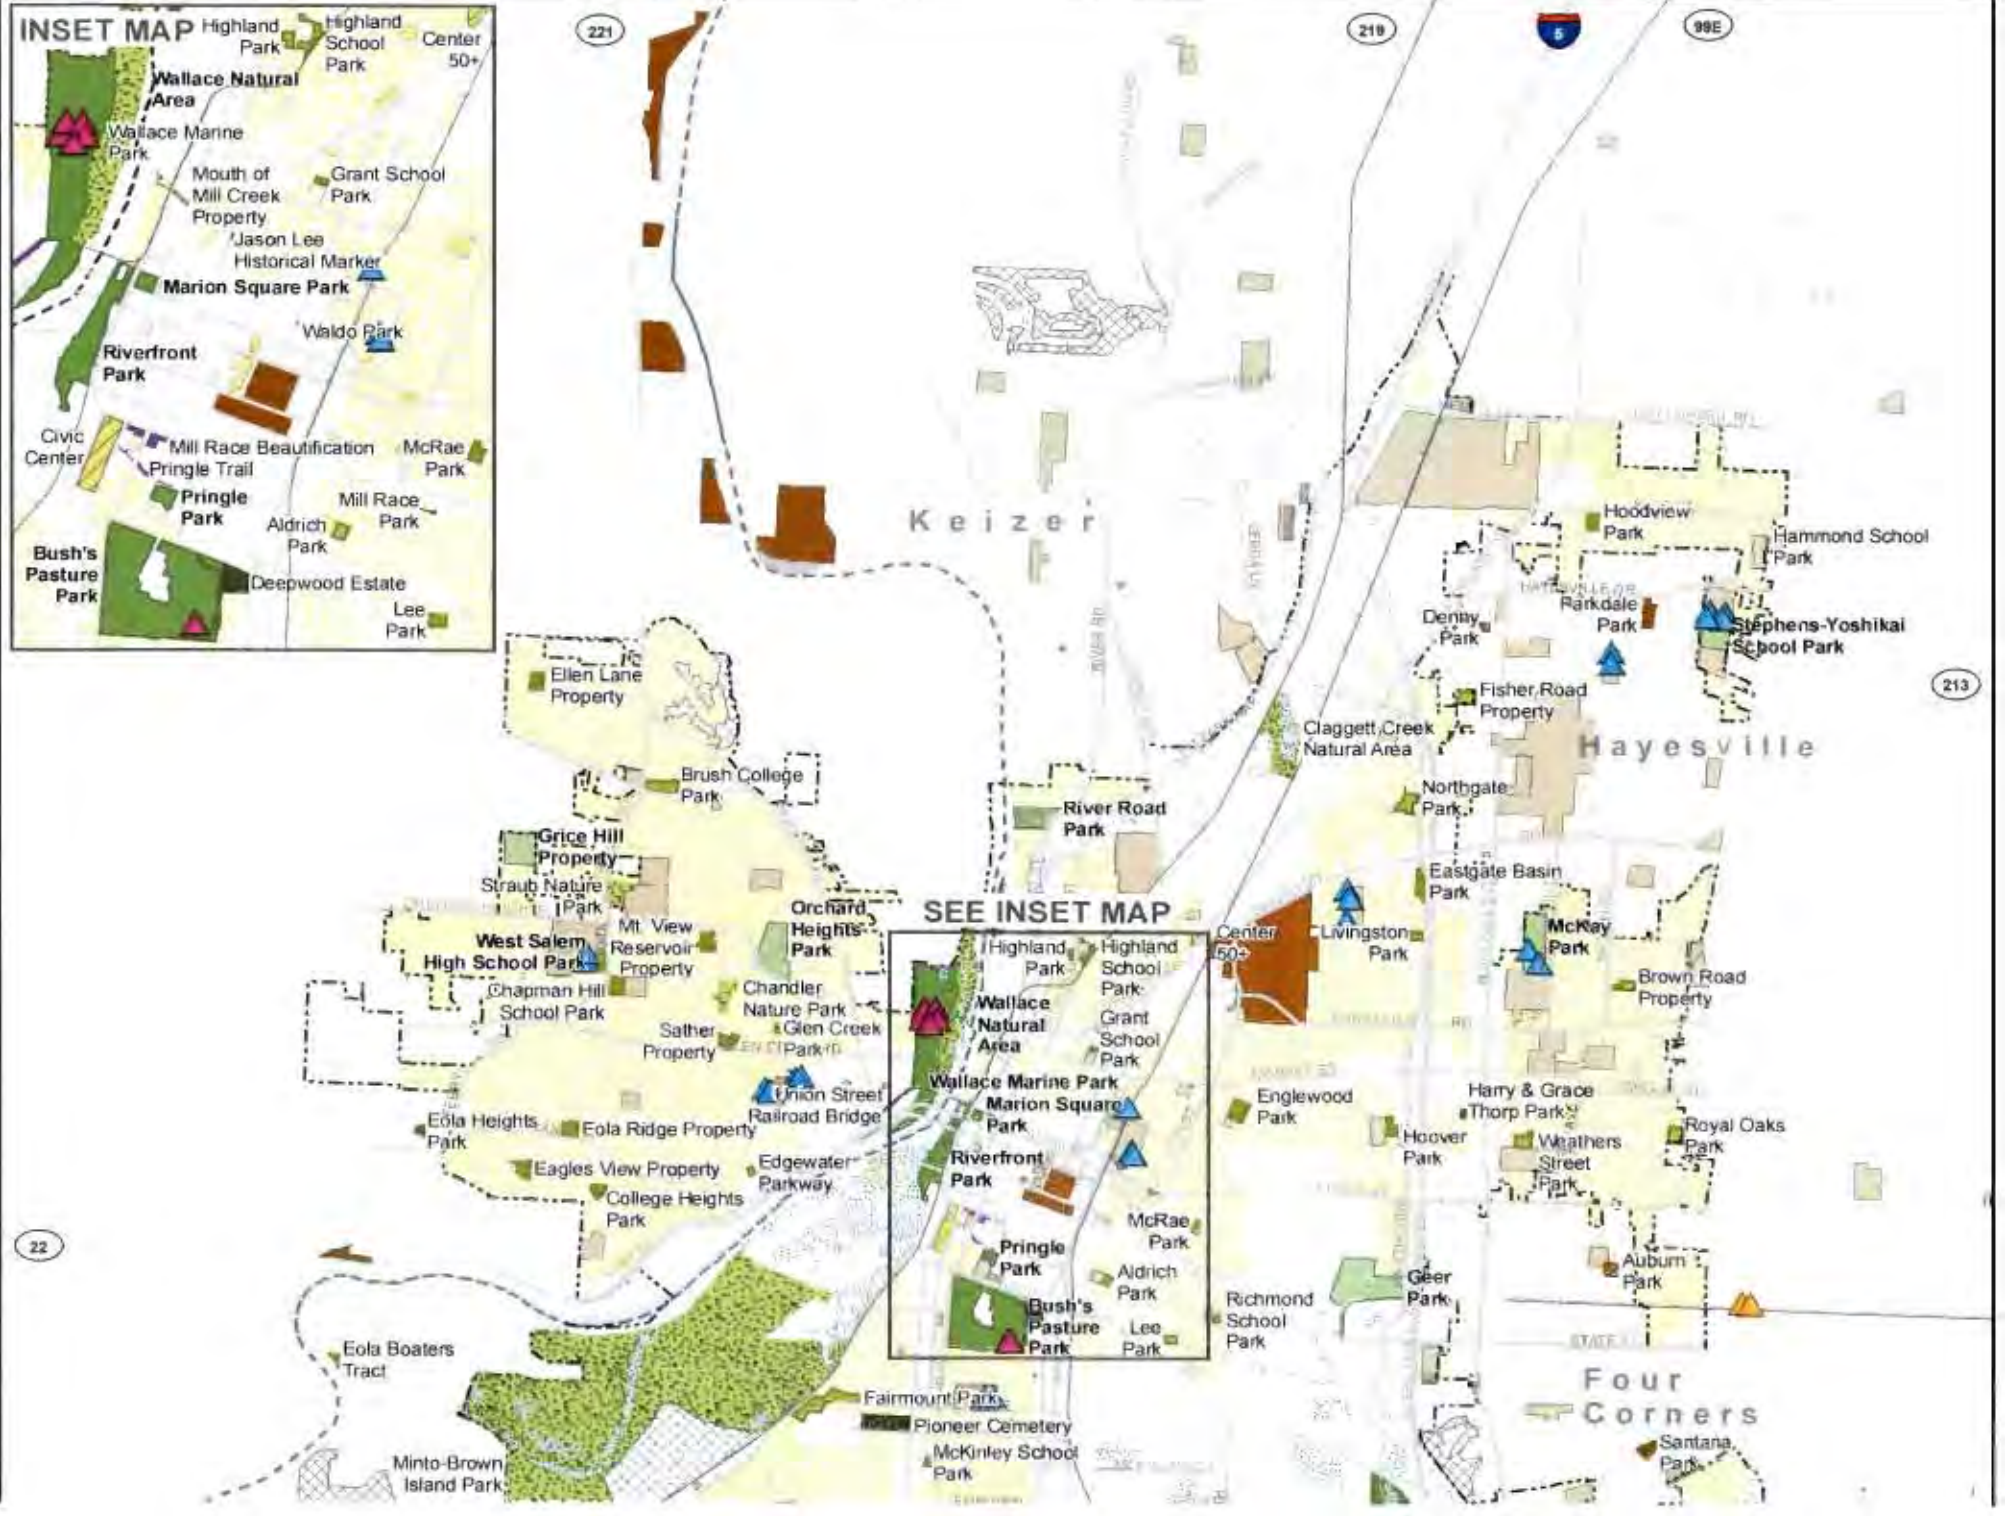 INSET MAP
Highland
Park
Highland
School
Park
Center
50+
Wallace Natural
Area
Wallace Marine
Park
Mouth of
Mill Creek
Property
Grant School
Park
Jason Lee
Historical Marker
Marion Square Park
Waldo Park
Riverfront
Park
Civic
Center
Mill Race Beautification
Pringle Trail
McRae
Park
Pringle
Park
Mill Race
Park
Aldrich
Park
Bush's
Pasture
Park
Deepwood Estate
Lee
Park
221
219
5
99E
213
22
Keizer
Hoodview
Park
Hammond School
Park
Parkdale
Park
Denny
Park
Stephens-Yoshikai
School Park
Fisher Road
Property
Claggett Creek
Natural Area
Hayesville
Northgate
Park
Ellen Lane
Property
Brush College
Park
River Road
Park
Grice Hill
Property
Straub Nature
Park
Eastgate Basin
Park
SEE INSET MAP
Orchard
Heights
Park
Mt. View
Reservoir
Property
West Salem
High School Park
Highland
Park
Highland
School
Park
Center
50+
Livingston
Park
McKay
Park
Brown Road
Property
Chapman Hill
School Park
Chandler
Nature Park
Glen Creek
Park
Sather
Property
Wallace
Natural
Area
Grant
School
Park
Wallace Marine Park
Marion Square
Park
Union Street
Railroad Bridge
Englewood
Park
Harry & Grace
Thorp Park
Hoover
Park
Weathers
Street
Park
Royal Oaks
Park
Eola Heights
Park
Eola Ridge Property
Eagles View Property
Edgewater
Parkway
College Heights
Park
Riverfront
Park
McRae
Park
Pringle
Park
Aldrich
Park
Auburn
Park
Geer
Park
Bush's
Pasture
Park
Lee
Park
Richmond
School
Park
STATE
Eola Boaters
Tract
Four
Corners
Fairmount Park
Pioneer Cemetery
McKinley School
Park
Santana
Park
Minto-Brown
Island Park